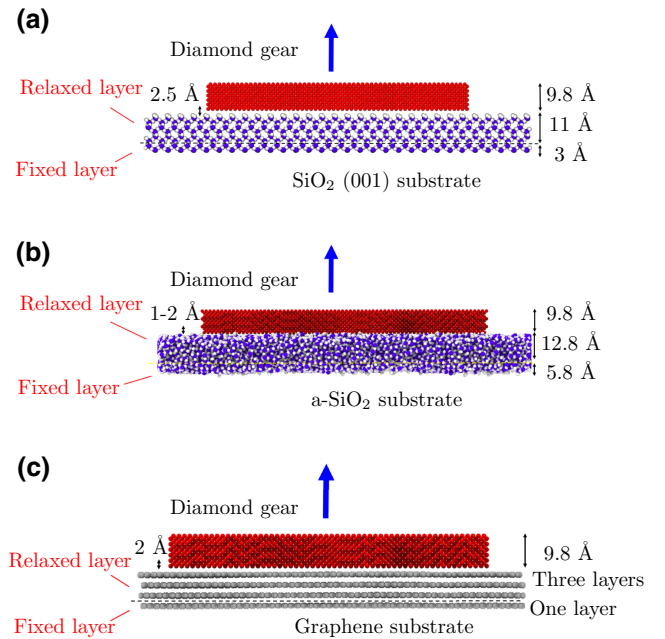 (a)
Diamond gear
Relaxed layer
2.5 Å
9.8 Å
11 Å
Fixed layer
3 Å
SiO₂ (001) substrate
(b)
Diamond gear
Relaxed layer
1-2 Å
9.8 Å
12.8 Å
Fixed layer
5.8 Å
a-SiO₂ substrate
(c)
Diamond gear
2 Å
9.8 Å
Relaxed layer
Three layers
Fixed layer
One layer
Graphene substrate